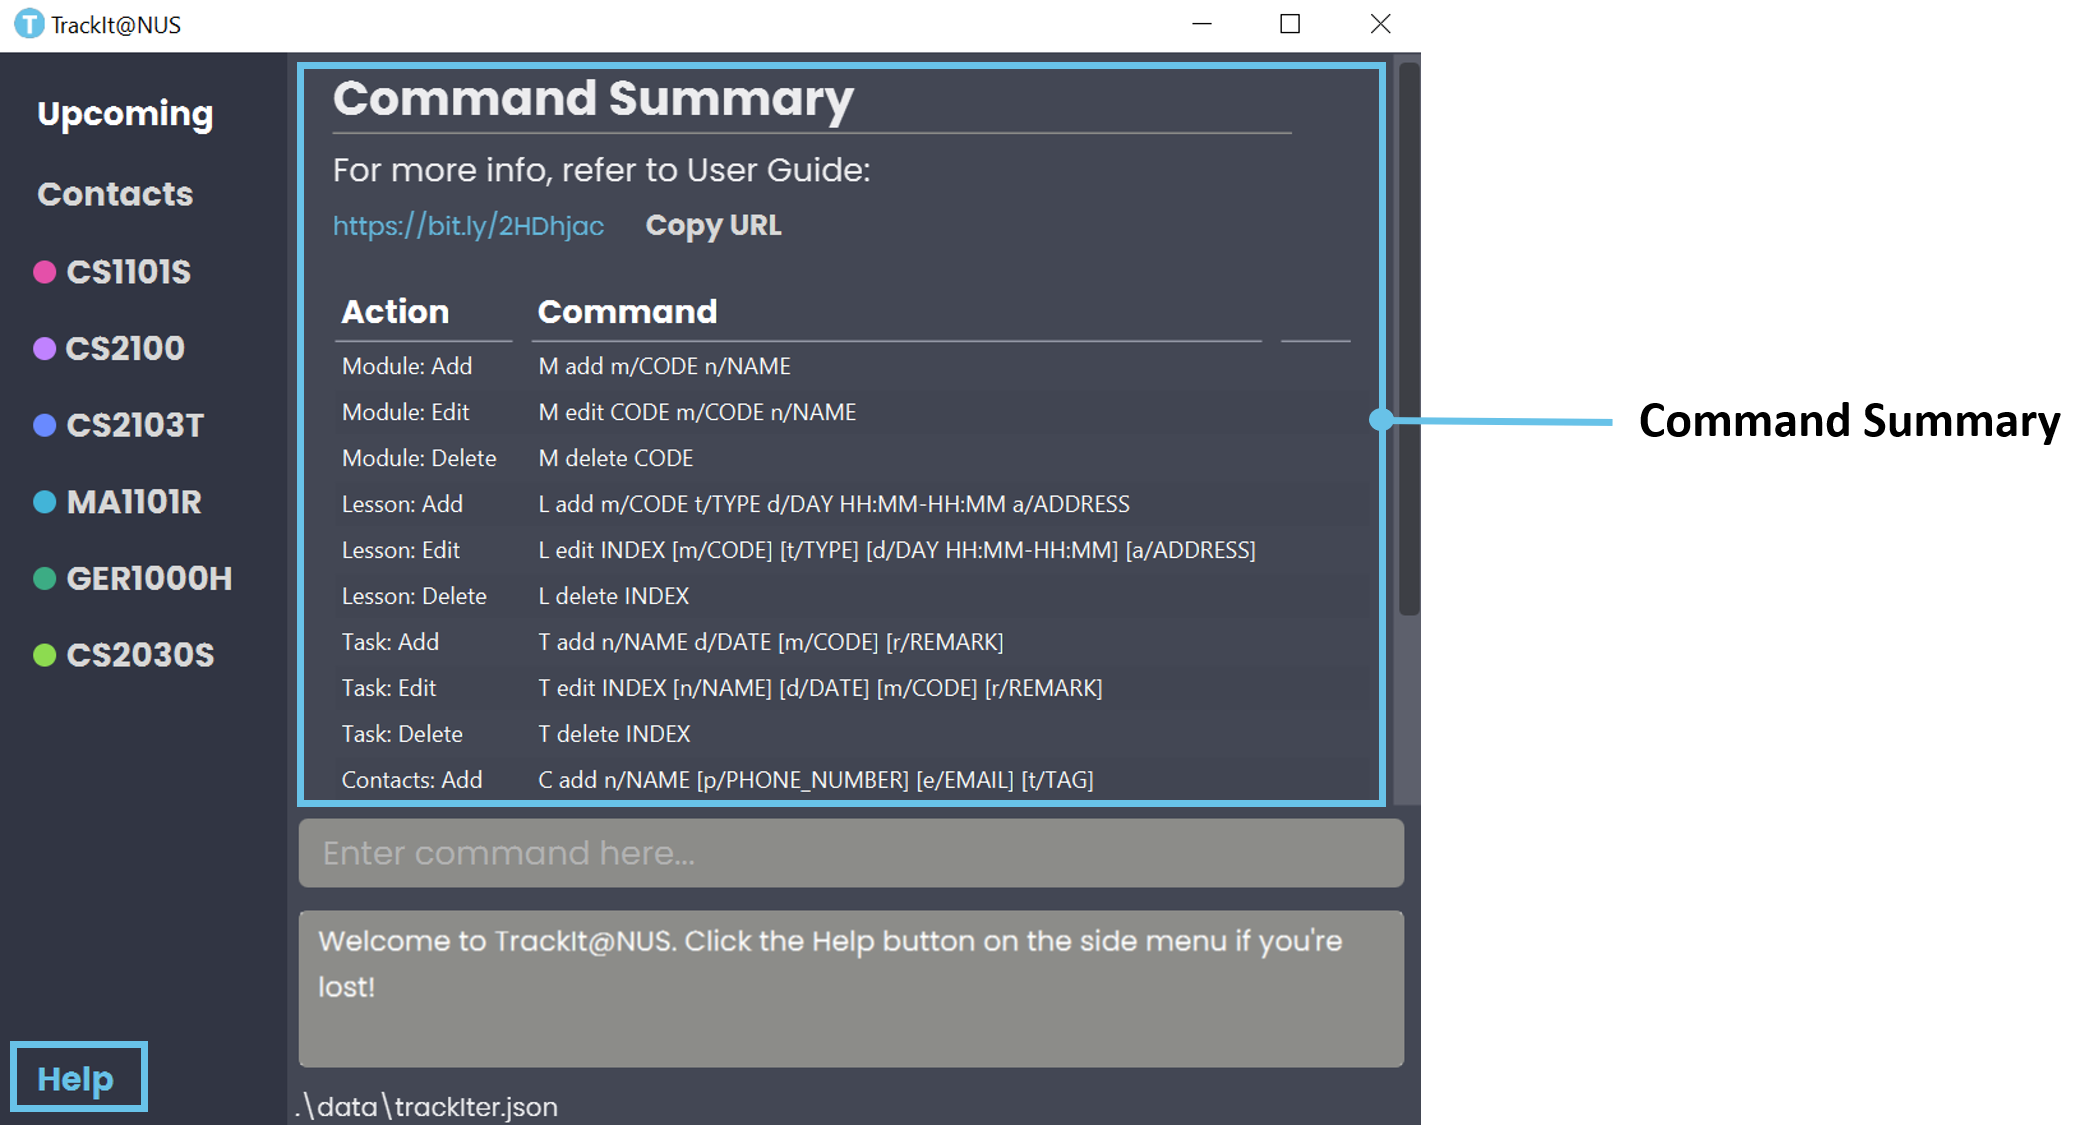 T TrackIt@NUS
Upcoming
Contacts
CS1101S
CS2100
CS2103T
MA1101R
GER1000H
CS2030S
Help
Command Summary
For more info, refer to User Guide:
https://bit.ly/2HDhjac Copy URL
Action Command
Module: Add M add m/CODE n/NAME
Module: Edit M edit CODE m/CODE n/NAME
Module: Delete M delete CODE
Lesson: Add L add m/CODE t/TYPE d/DAY HH:MM-HH:MM a/ADDRESS
Lesson: Edit L edit INDEX [m/CODE] [t/TYPE] [d/DAY HH:MM-HH:MM] [a/ADDRESS]
Lesson: Delete L delete INDEX
Task: Add T add n/NAME d/DATE [m/CODE] [r/REMARK]
Task: Edit T edit INDEX [n/NAME] [d/DATE] [m/CODE] [r/REMARK]
Task: Delete T delete INDEX
Contacts: Add C add n/NAME [p/PHONE_NUMBER] [e/EMAIL] [t/TAG]
Enter command here...
Welcome to TrackIt@NUS. Click the Help button on the side menu if you're
lost!
.\data\trackIter.json
Command Summary